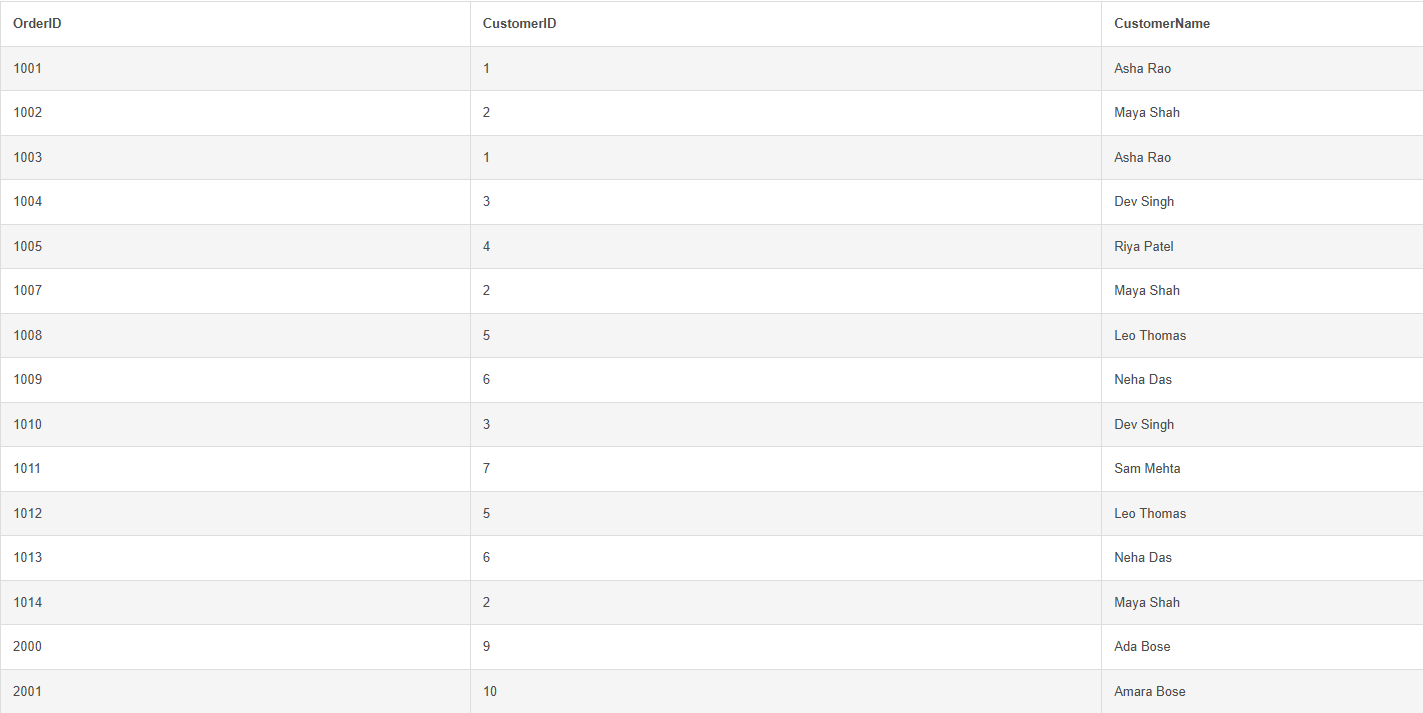 OrderID CustomerID CustomerName
1001 1 Asha Rao
1002 2 Maya Shah
1003 1 Asha Rao
1004 3 Dev Singh
1005 4 Riya Patel
1007 2 Maya Shah
1008 5 Leo Thomas
1009 6 Neha Das
1010 3 Dev Singh
1011 7 Sam Mehta
1012 5 Leo Thomas
1013 6 Neha Das
1014 2 Maya Shah
2000 9 Ada Bose
2001 10 Amara Bose